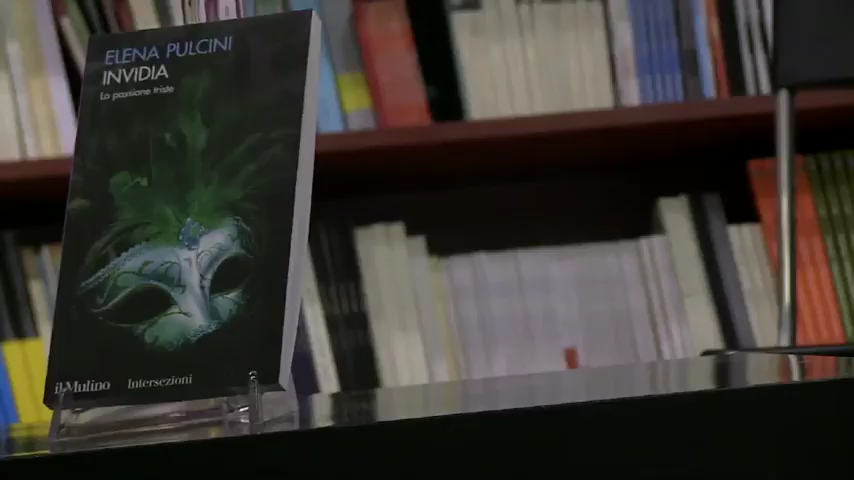 ELENA PULCINI
INVIDIA
La passione triste
il Mulino Intersezioni